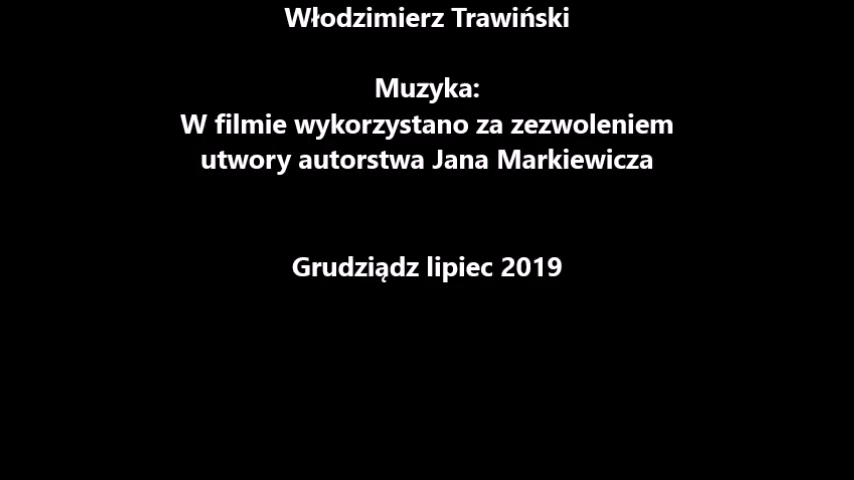 Włodzimierz Trawiński
Muzyka:
W filmie wykorzystano za zezwoleniem
utwory autorstwa Jana Markiewicza
Grudziądz lipiec 2019